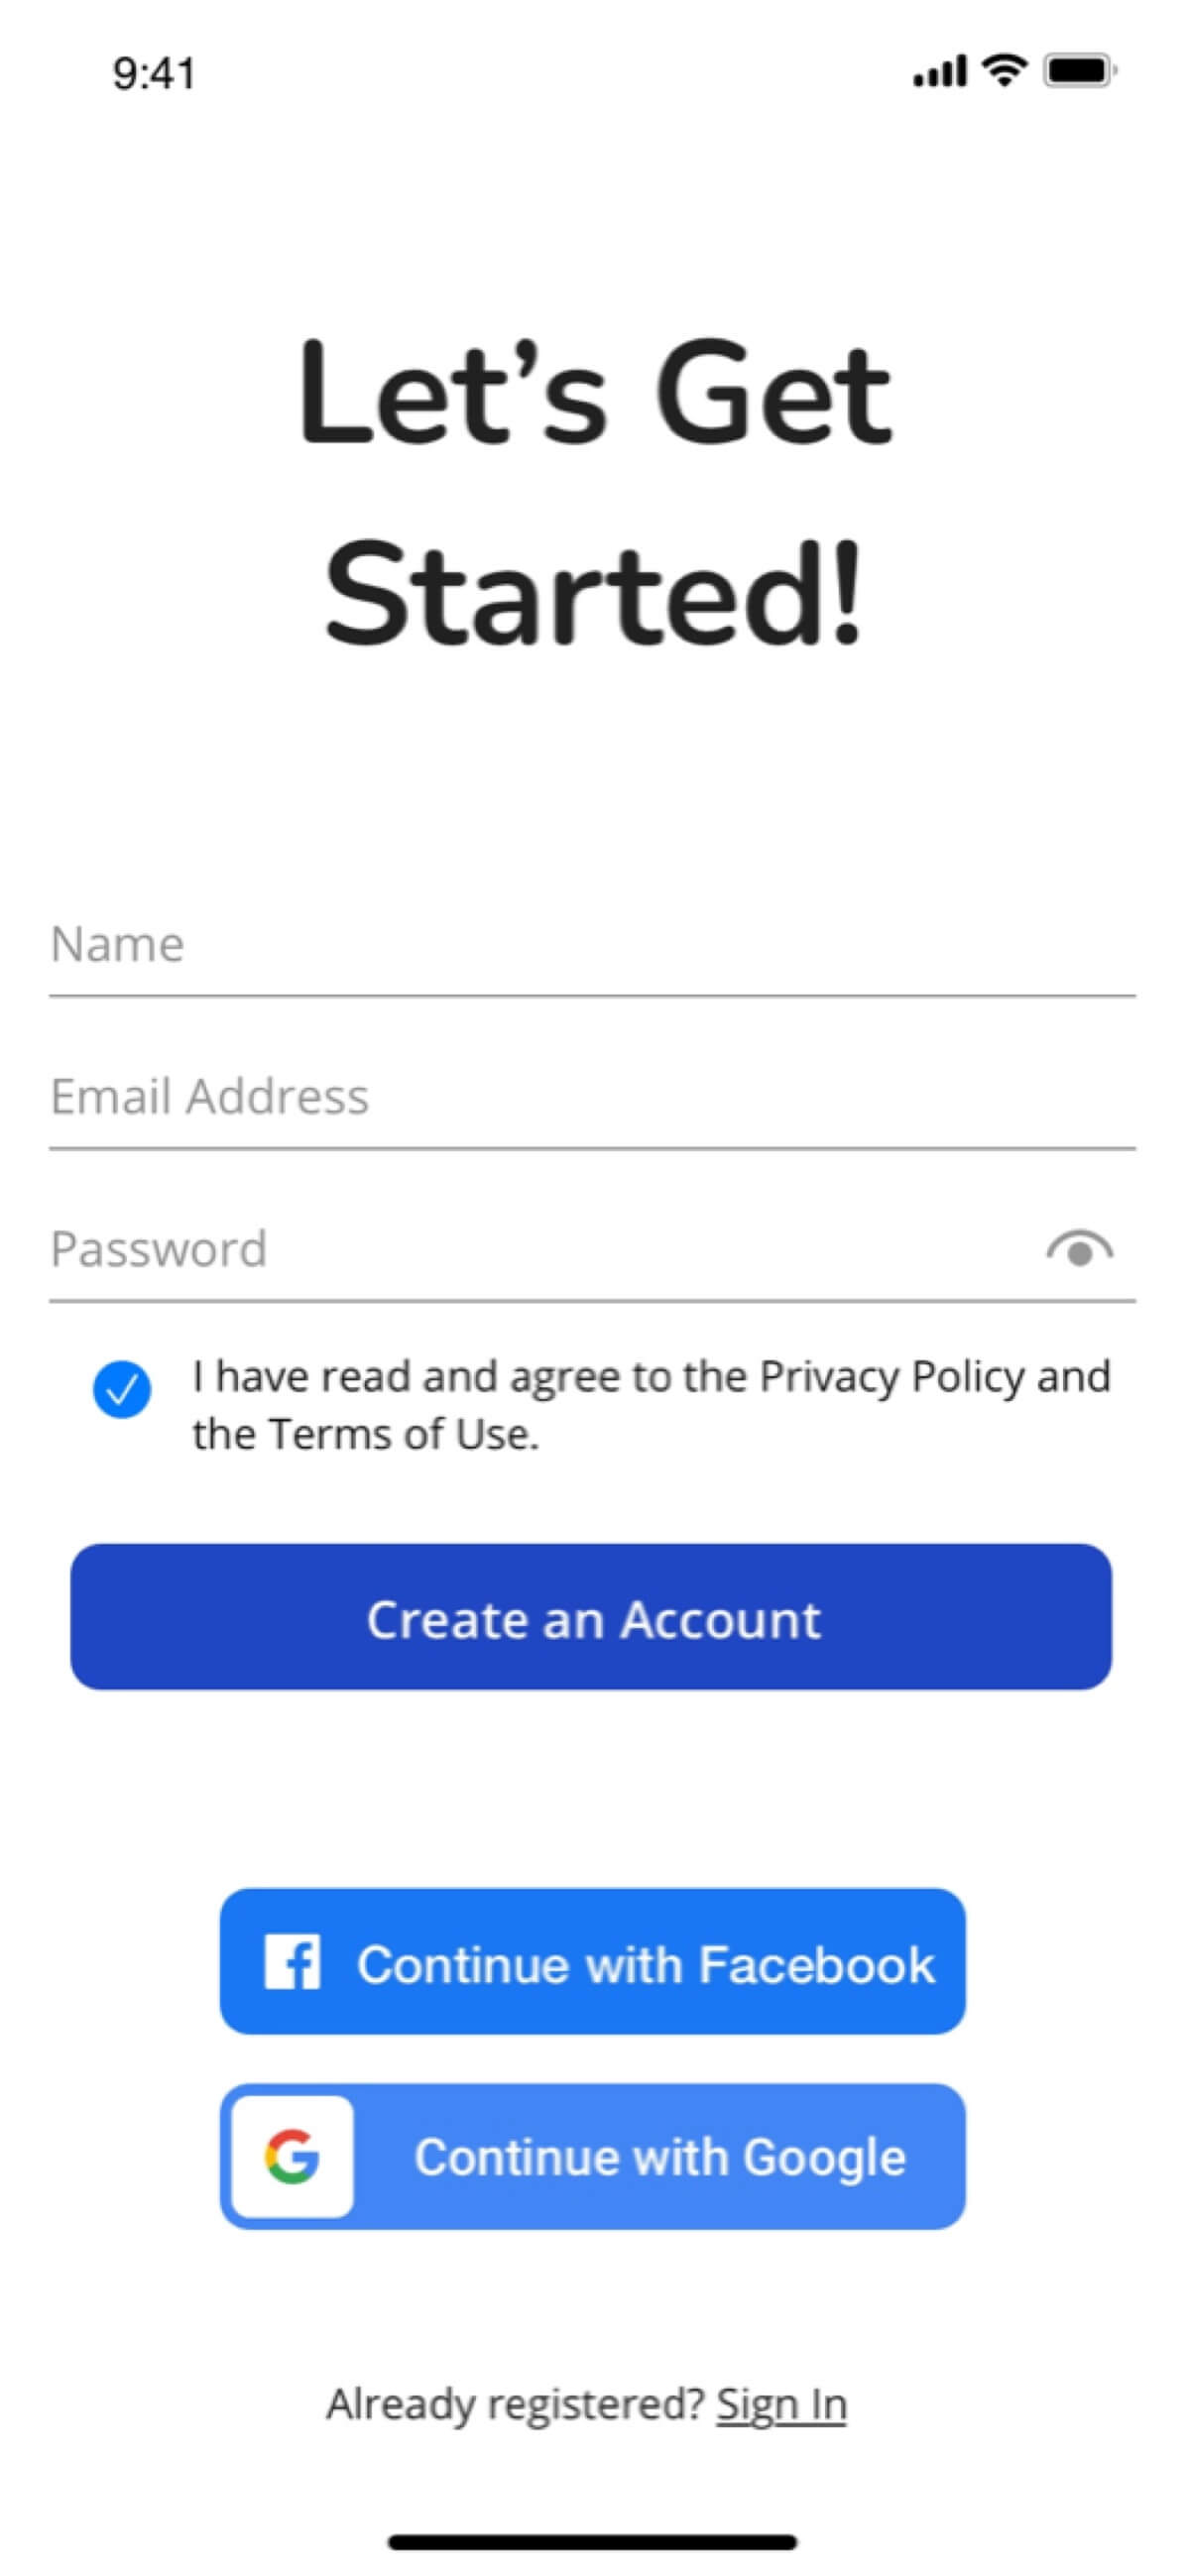 9:41
Let’s Get
Started!
Name
Email Address
Password
I have read and agree to the Privacy Policy and
the Terms of Use.
Create an Account
Continue with Facebook
Continue with Google
Already registered? Sign In